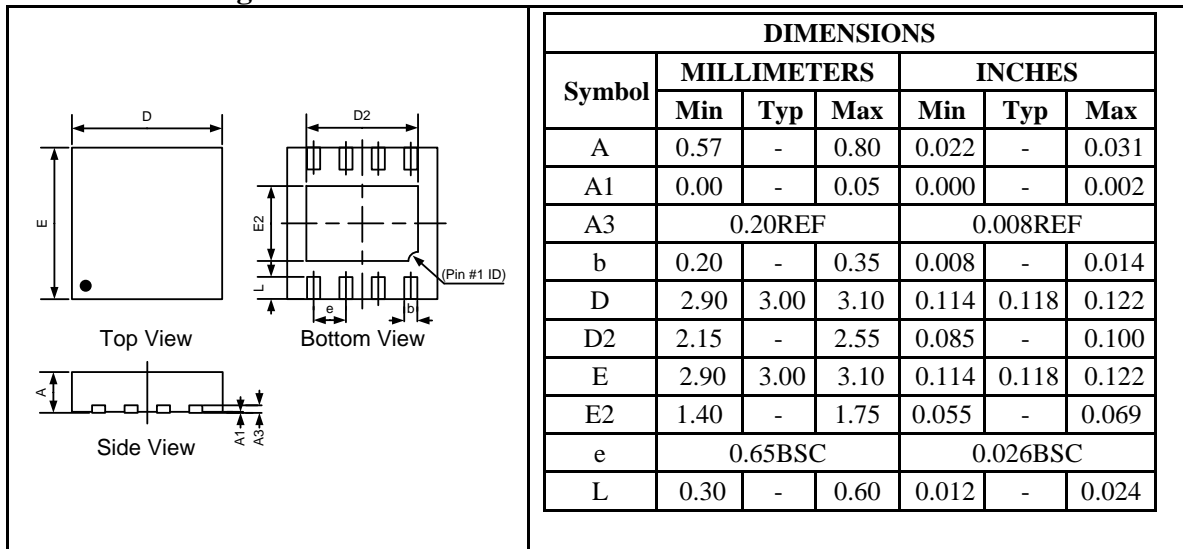 D
E
Top View
D2
E2
L
e
b
(Pin #1 ID)
Bottom View
A
A1
A3
Side View
DIMENSIONS
Symbol MILLIMETERS INCHES
Min Typ Max Min Typ Max
A 0.57 - 0.80 0.022 - 0.031
A1 0.00 - 0.05 0.000 - 0.002
A3 0.20REF 0.008REF
b 0.20 - 0.35 0.008 - 0.014
D 2.90 3.00 3.10 0.114 0.118 0.122
D2 2.15 - 2.55 0.085 - 0.100
E 2.90 3.00 3.10 0.114 0.118 0.122
E2 1.40 - 1.75 0.055 - 0.069
e 0.65BSC 0.026BSC
L 0.30 - 0.60 0.012 - 0.024